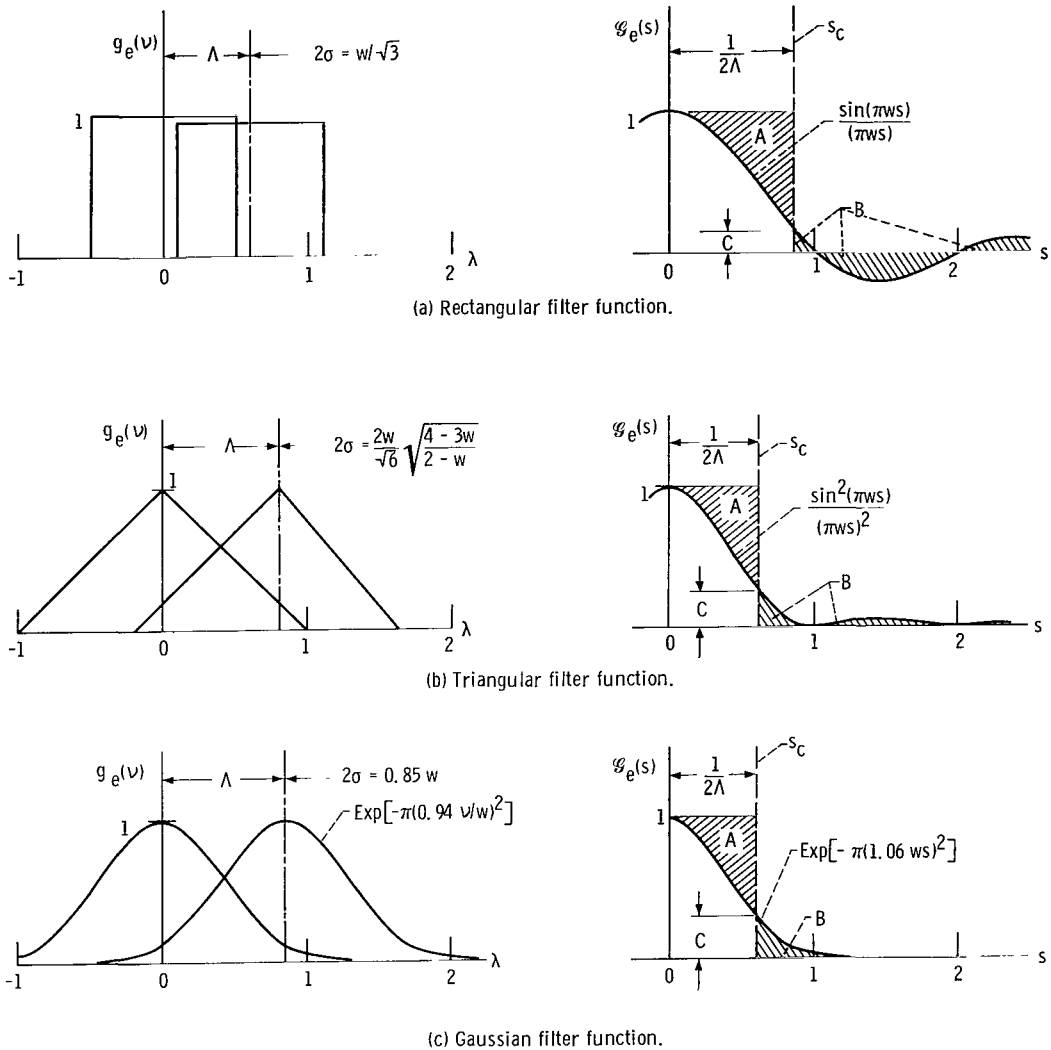 g_e(ν)
Λ
2σ = w/√3
1
-1 0 1 2 λ
𝒢_e(s)
s_c
1/2Λ
1
A
sin(πws)/(πws)
B
C
0 1 2 s
(a) Rectangular filter function.
g_e(ν)
Λ
2σ = 2w/√6 √((4 - 3w)/(2 - w))
1
-1 0 1 2 λ
𝒢_e(s)
s_c
1/2Λ
1
A
sin²(πws)/(πws)²
B
C
0 1 2 s
(b) Triangular filter function.
g_e(ν)
Λ
2σ = 0.85 w
Exp[-π(0.94 ν/w)²]
1
-1 0 1 2 λ
𝒢_e(s)
s_c
1/2Λ
1
A
Exp[- π(1.06 ws)²]
B
C
0 1 2 s
(c) Gaussian filter function.